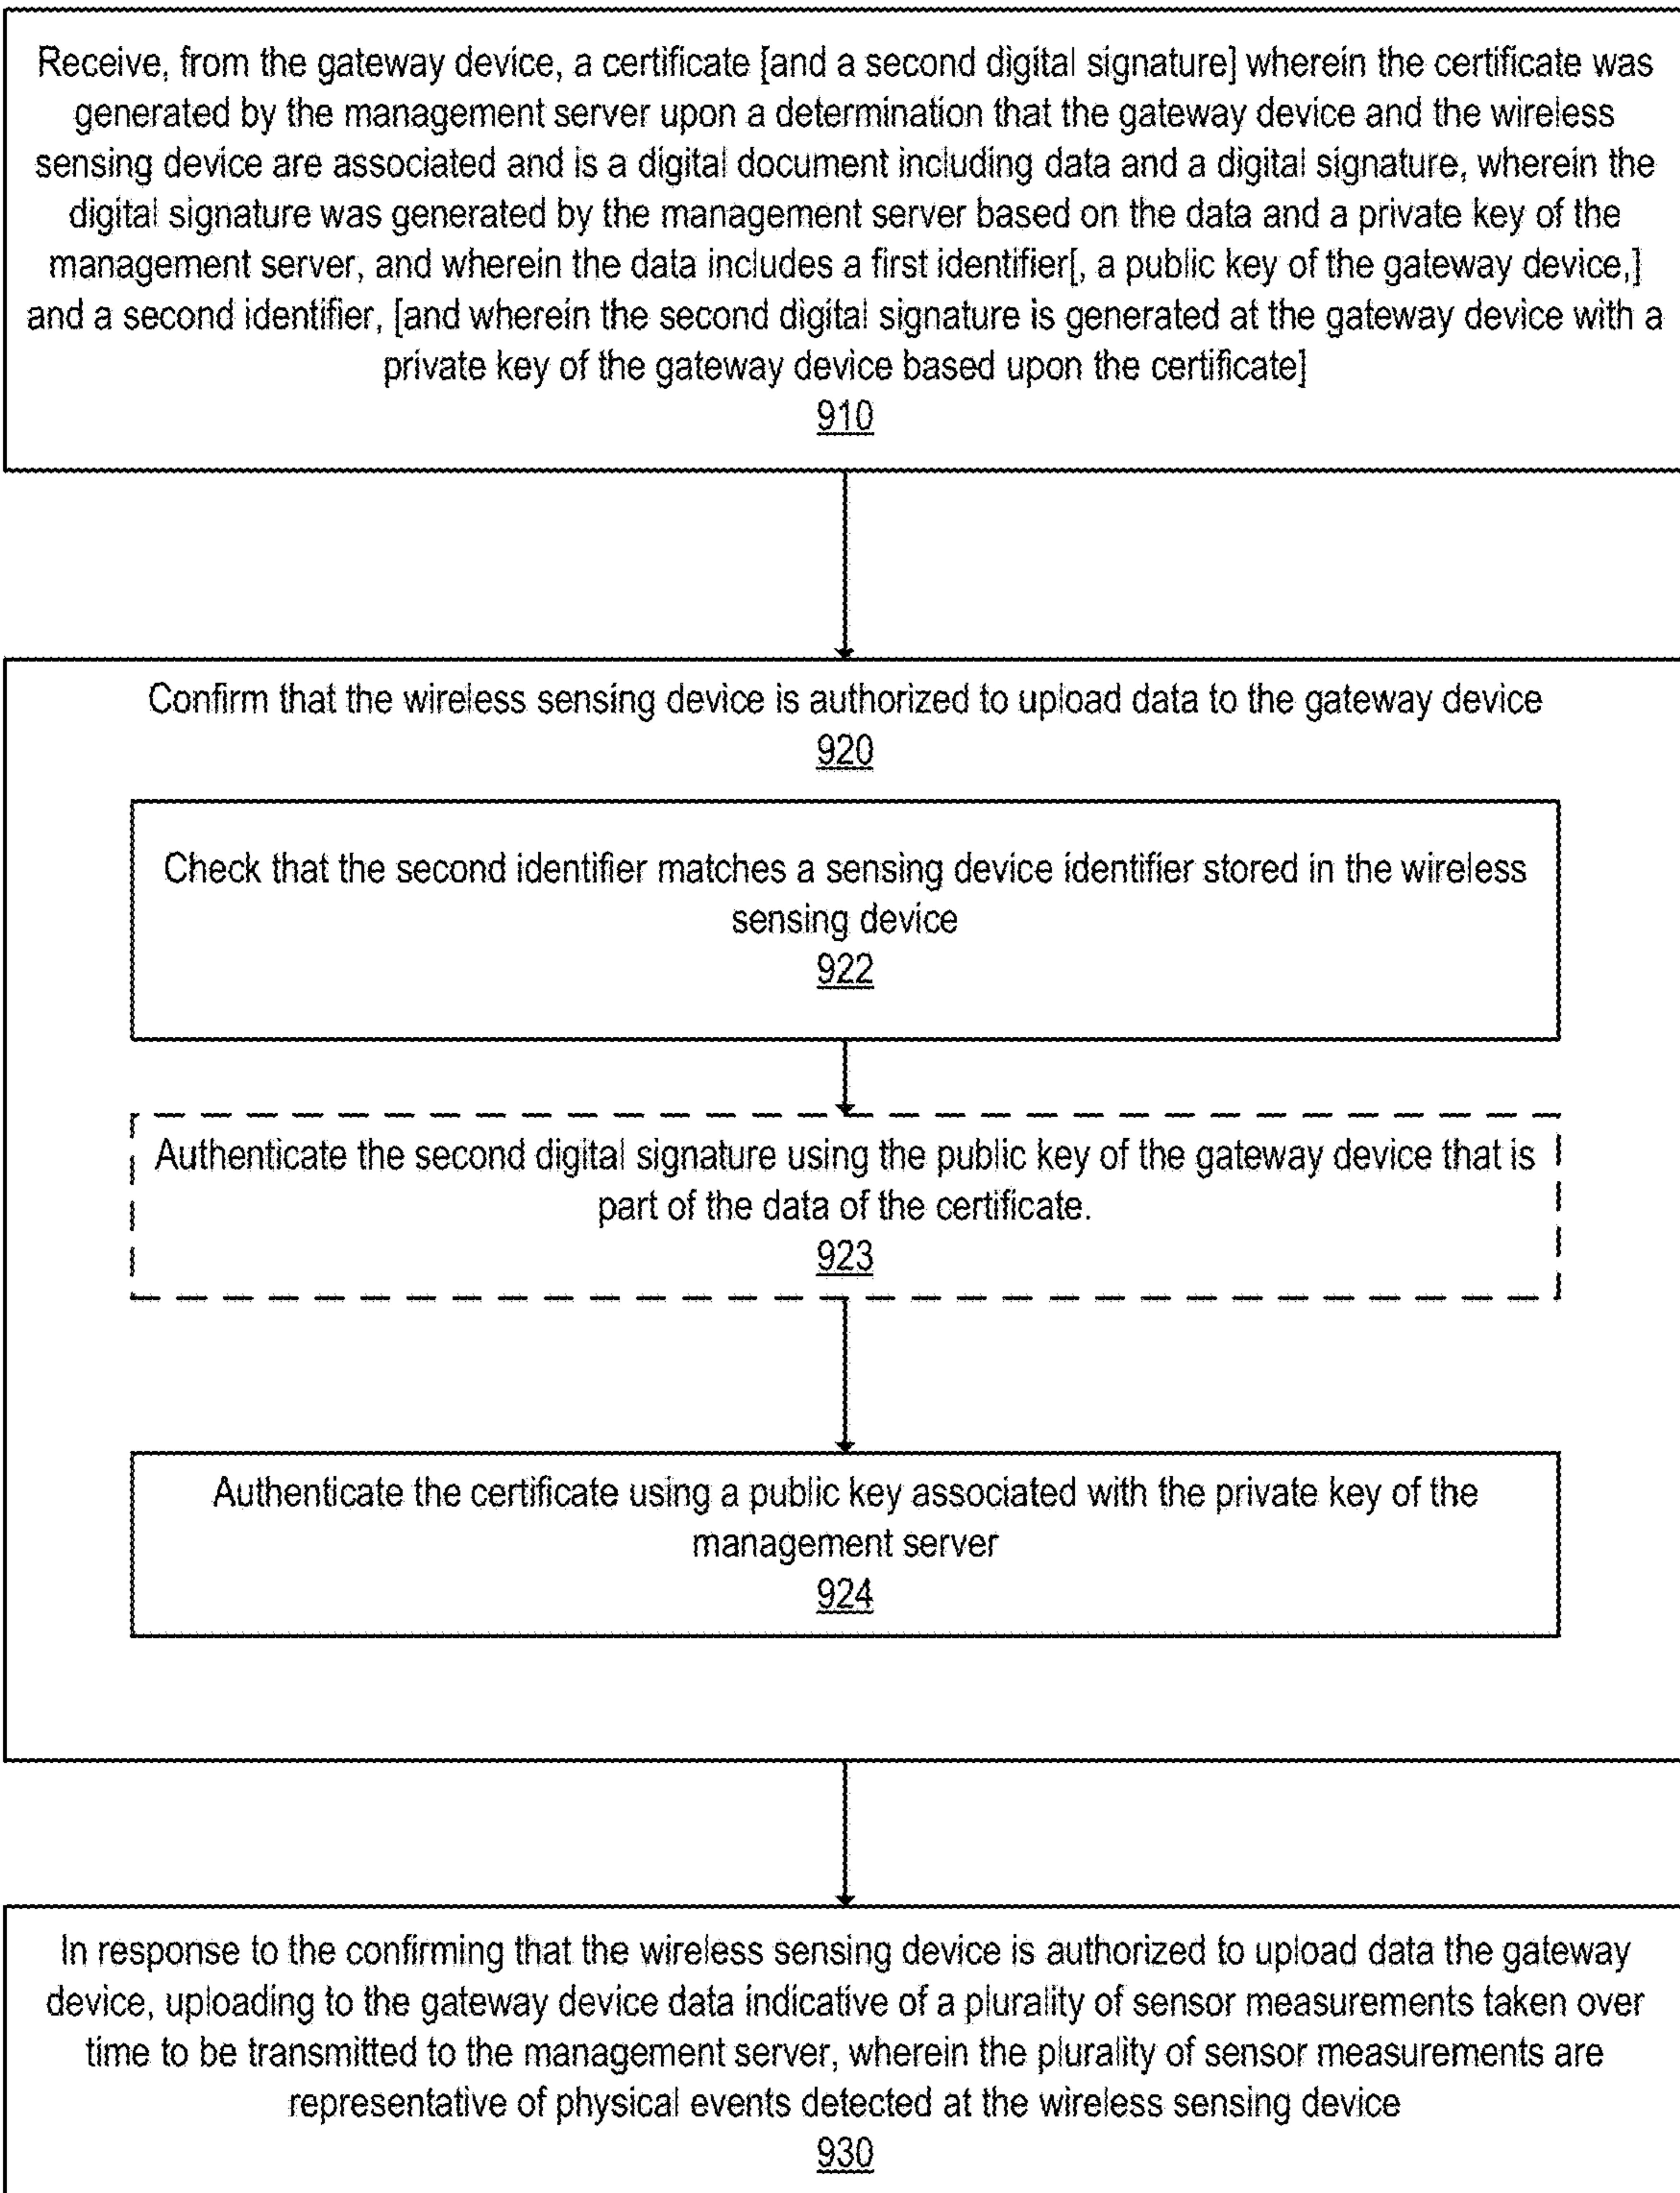 Receive, from the gateway device, a certificate [and a second digital signature] wherein the certificate was
generated by the management server upon a determination that the gateway device and the wireless
sensing device are associated and is a digital document including data and a digital signature, wherein the
digital signature was generated by the management server based on the data and a private key of the
management server, and wherein the data includes a first identifier[, a public key of the gateway device,]
and a second identifier, [and wherein the second digital signature is generated at the gateway device with a
private key of the gateway device based upon the certificate]
910
Confirm that the wireless sensing device is authorized to upload data to the gateway device
920
Check that the second identifier matches a sensing device identifier stored in the wireless
sensing device
922
Authenticate the second digital signature using the public key of the gateway device that is
part of the data of the certificate.
923
Authenticate the certificate using a public key associated with the private key of the
management server
924
In response to the confirming that the wireless sensing device is authorized to upload data the gateway
device, uploading to the gateway device data indicative of a plurality of sensor measurements taken over
time to be transmitted to the management server, wherein the plurality of sensor measurements are
representative of physical events detected at the wireless sensing device
930